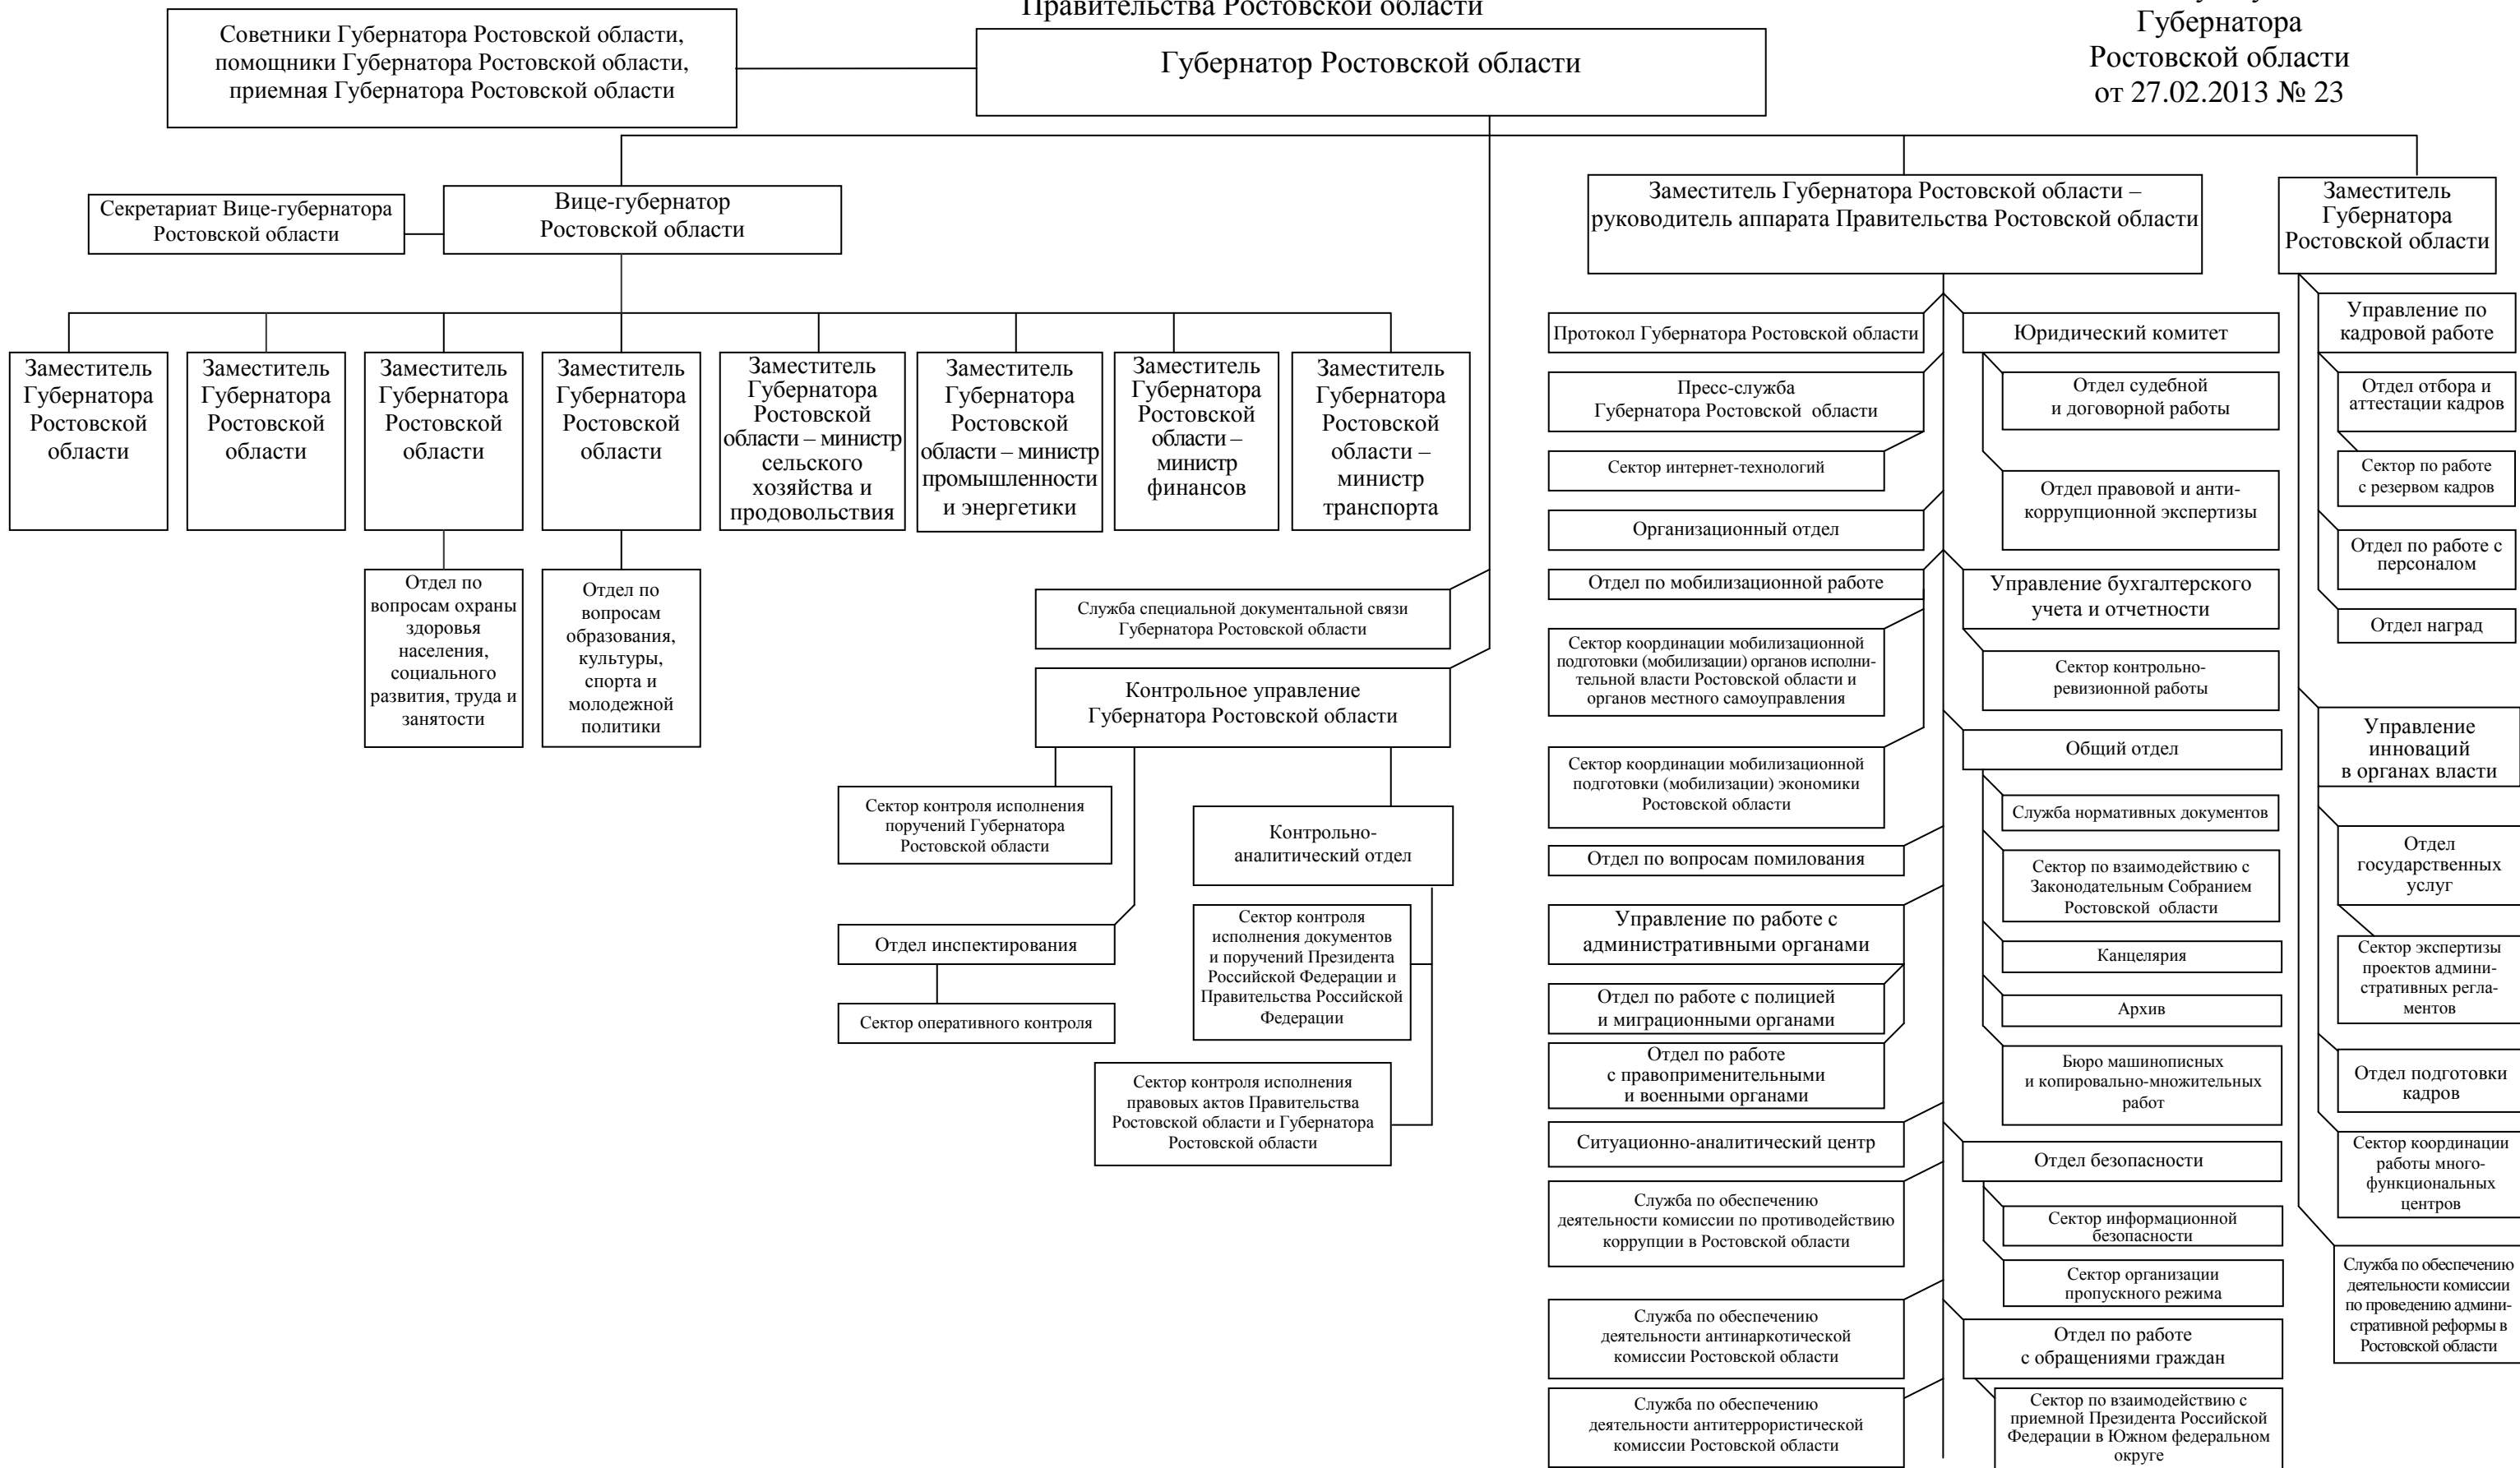 Правительства Ростовской области
Губернатора
Ростовской области
от 27.02.2013 № 23
Советники Губернатора Ростовской области,
помощники Губернатора Ростовской области,
приемная Губернатора Ростовской области
Губернатор Ростовской области
Секретариат Вице-губернатора
Ростовской области
Вице-губернатор
Ростовской области
Заместитель Губернатора Ростовской области –
руководитель аппарата Правительства Ростовской области
Заместитель
Губернатора
Ростовской области
Заместитель
Губернатора
Ростовской
области
Заместитель
Губернатора
Ростовской
области
Заместитель
Губернатора
Ростовской
области
Заместитель
Губернатора
Ростовской
области
Заместитель
Губернатора
Ростовской
области – министр
сельского
хозяйства и
продовольствия
Заместитель
Губернатора
Ростовской
области – министр
промышленности
и энергетики
Заместитель
Губернатора
Ростовской
области –
министр
финансов
Заместитель
Губернатора
Ростовской
области –
министр
транспорта
Отдел по
вопросам охраны
здоровья
населения,
социального
развития, труда и
занятости
Отдел по
вопросам
образования,
культуры,
спорта и
молодежной
политики
Служба специальной документальной связи
Губернатора Ростовской области
Контрольное управление
Губернатора Ростовской области
Сектор контроля исполнения
поручений Губернатора
Ростовской области
Контрольно-
аналитический отдел
Отдел инспектирования
Сектор оперативного контроля
Сектор контроля
исполнения документов
и поручений Президента
Российской Федерации и
Правительства Российской
Федерации
Сектор контроля исполнения
правовых актов Правительства
Ростовской области и Губернатора
Ростовской области
Протокол Губернатора Ростовской области
Пресс-служба
Губернатора Ростовской области
Сектор интернет-технологий
Организационный отдел
Отдел по мобилизационной работе
Сектор координации мобилизационной
подготовки (мобилизации) органов исполни-
тельной власти Ростовской области и
органов местного самоуправления
Сектор координации мобилизационной
подготовки (мобилизации) экономики
Ростовской области
Отдел по вопросам помилования
Управление по работе с
административными органами
Отдел по работе с полицией
и миграционными органами
Отдел по работе
с правоприменительными
и военными органами
Ситуационно-аналитический центр
Служба по обеспечению
деятельности комиссии по противодействию
коррупции в Ростовской области
Служба по обеспечению
деятельности антинаркотической
комиссии Ростовской области
Служба по обеспечению
деятельности антитеррористической
комиссии Ростовской области
Юридический комитет
Отдел судебной
и договорной работы
Отдел правовой и анти-
коррупционной экспертизы
Управление бухгалтерского
учета и отчетности
Сектор контрольно-
ревизионной работы
Общий отдел
Служба нормативных документов
Сектор по взаимодействию с
Законодательным Собранием
Ростовской области
Канцелярия
Архив
Бюро машинописных
и копировально-множительных
работ
Отдел безопасности
Сектор информационной
безопасности
Сектор организации
пропускного режима
Отдел по работе
с обращениями граждан
Сектор по взаимодействию с
приемной Президента Российской
Федерации в Южном федеральном
округе
Управление по
кадровой работе
Отдел отбора и
аттестации кадров
Сектор по работе
с резервом кадров
Отдел по работе с
персоналом
Отдел наград
Управление
инноваций
в органах власти
Отдел
государственных
услуг
Сектор экспертизы
проектов админи-
стративных регла-
ментов
Отдел подготовки
кадров
Сектор координации
работы много-
функциональных
центров
Служба по обеспечению
деятельности комиссии
по проведению админи-
стративной реформы в
Ростовской области